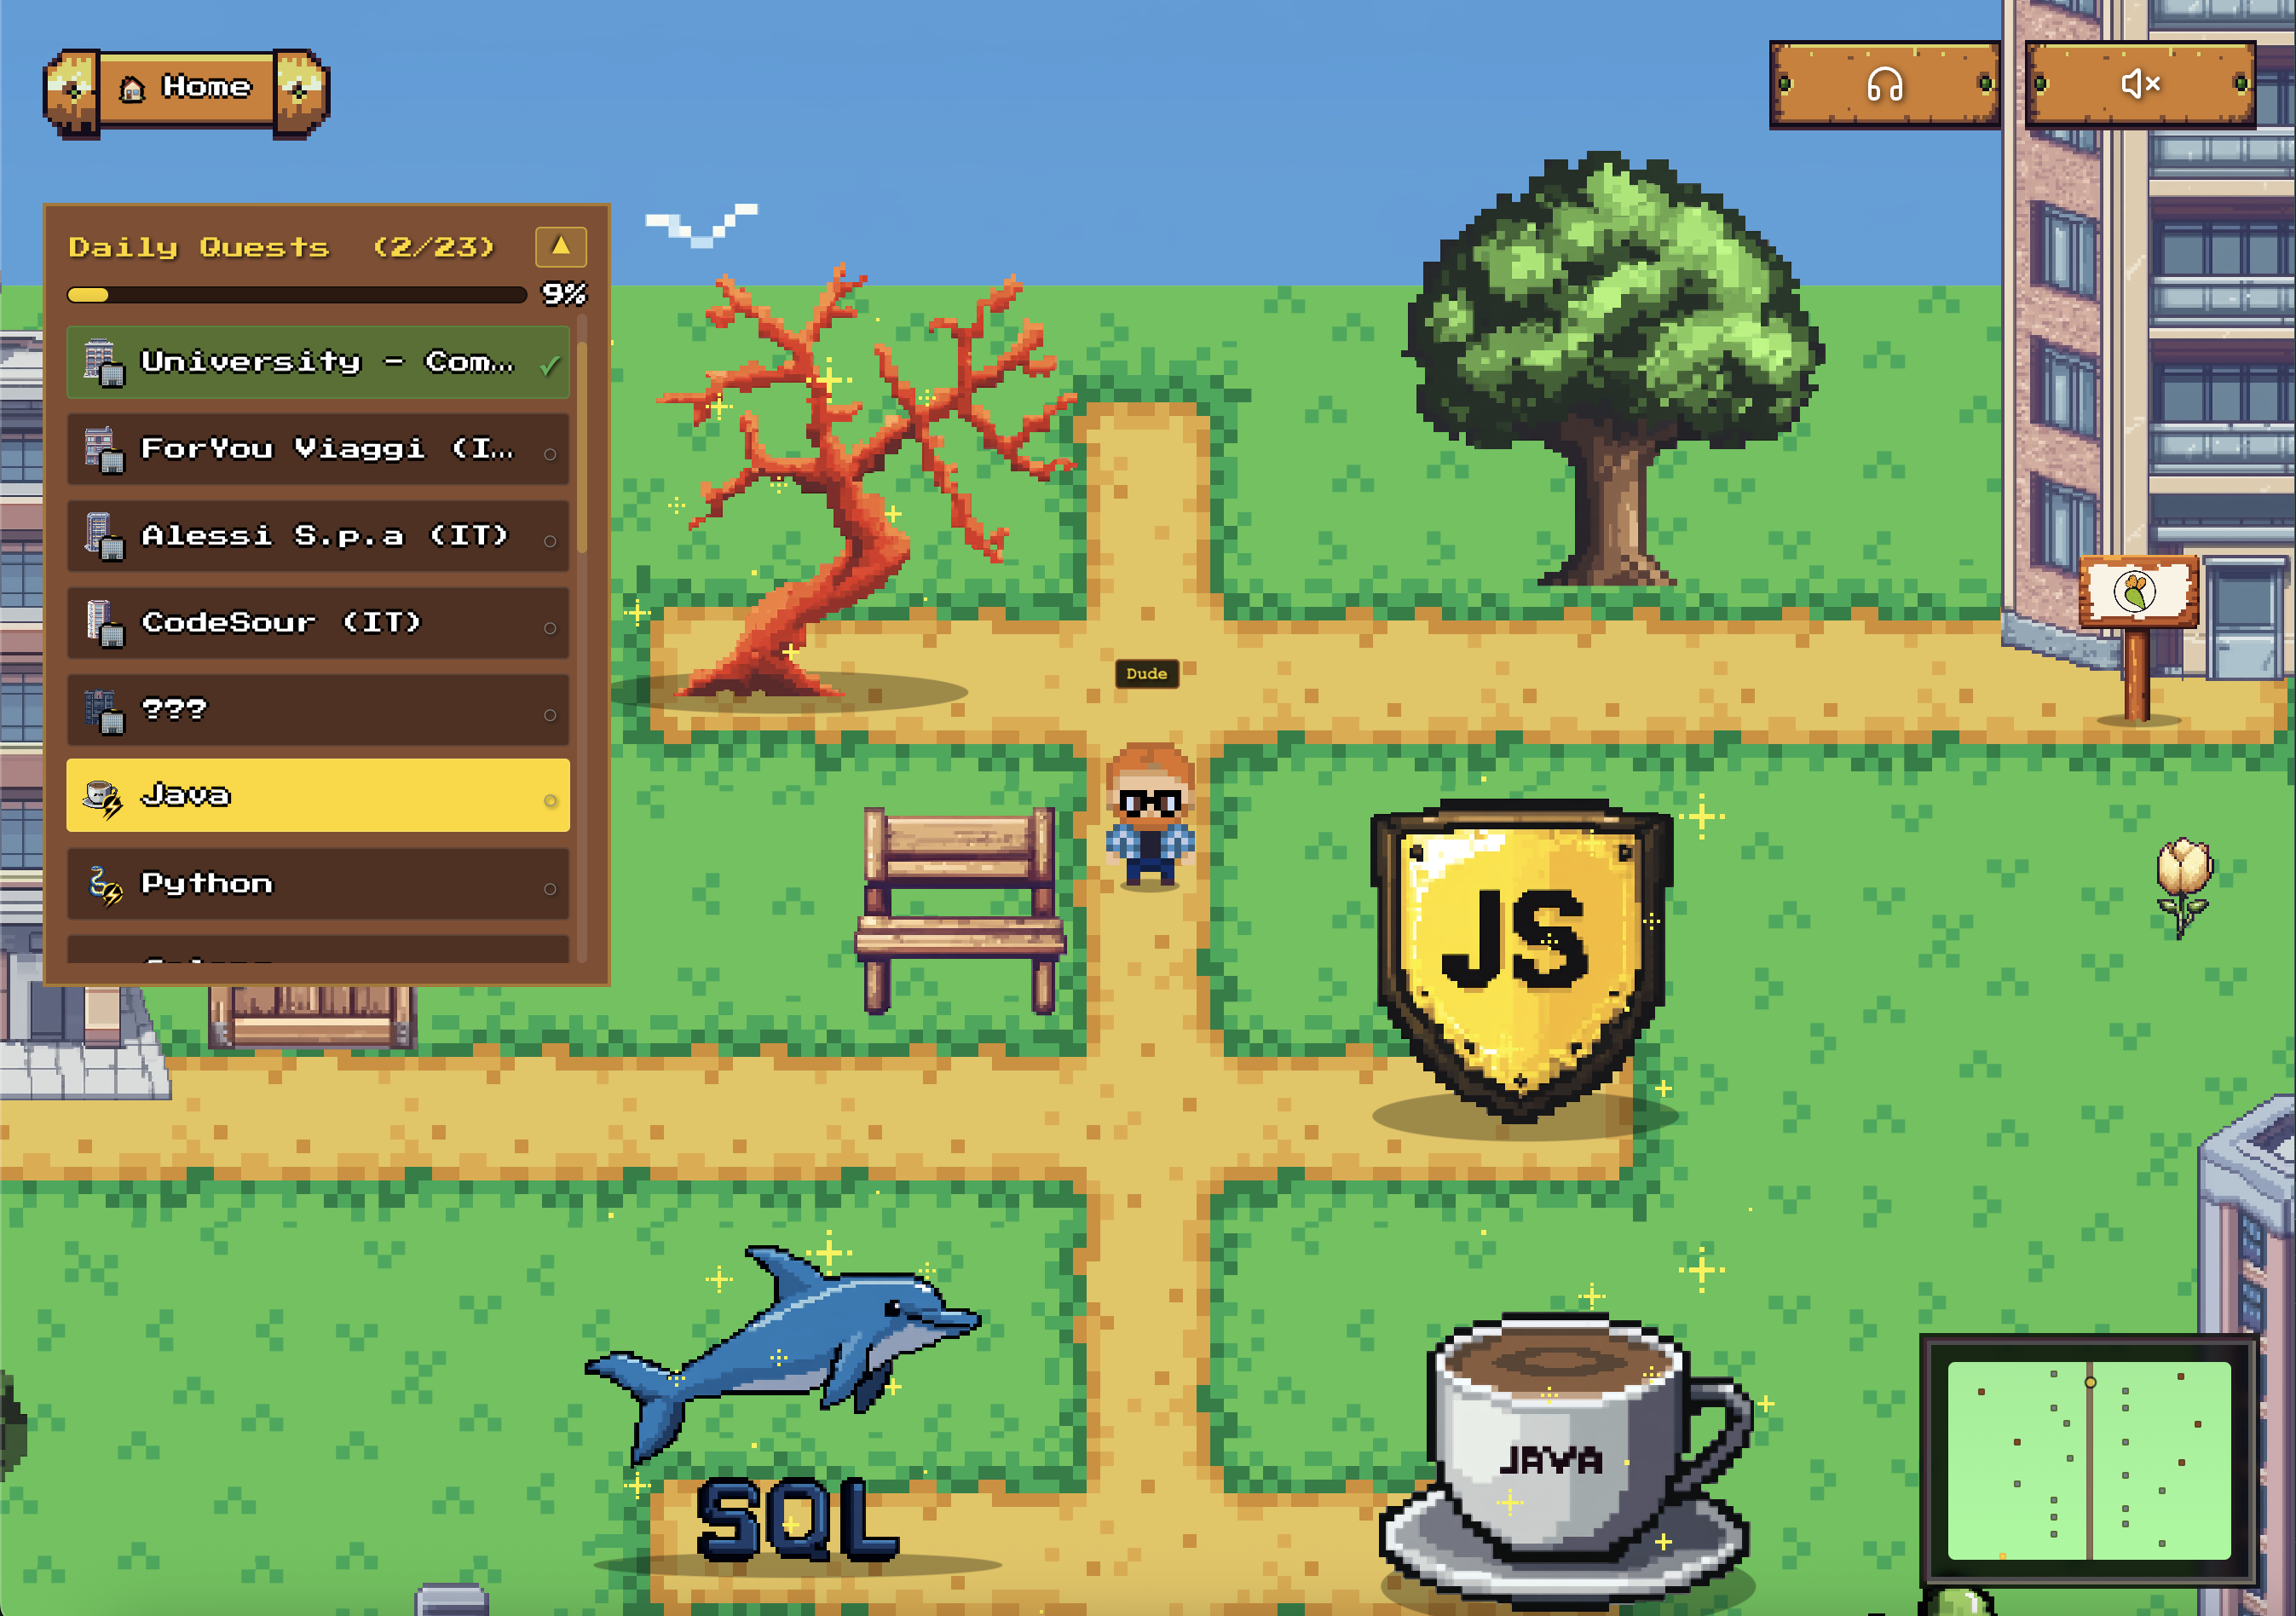 Home
Daily Quests (2/23)
9%
University - Com...
ForYou Viaggi (I...
Alessi S.p.a (IT)
CodeSour (IT)
???
Java
Python
Dude
JS
SQL
JAVA